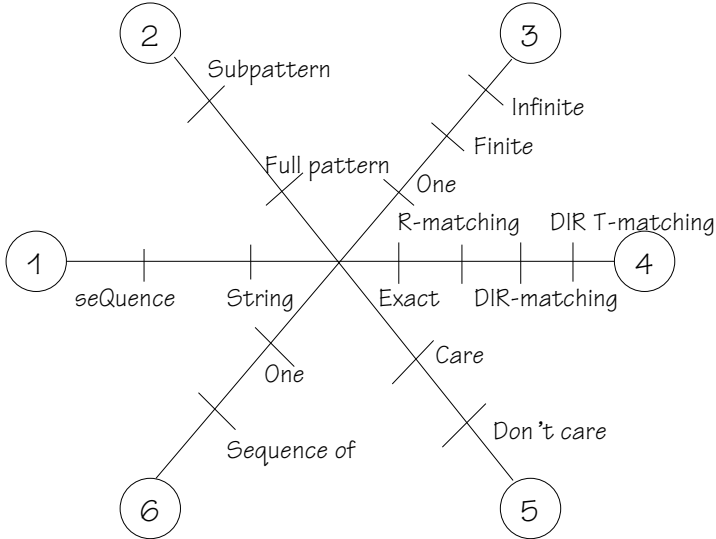 2
3
Subpattern
Infinite
Finite
Full pattern
One
R-matching
DIR T-matching
1
4
seQuence
String
Exact
DIR-matching
Care
One
Don't care
Sequence of
6
5